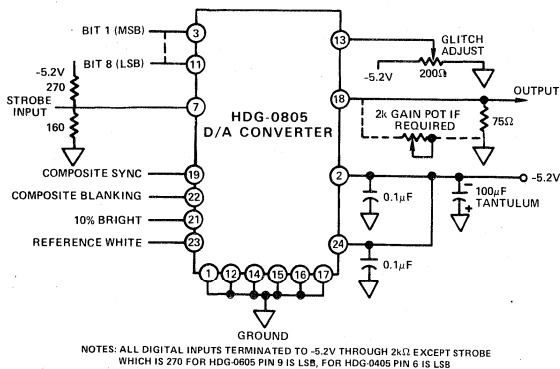 BIT 1 (MSB)
3
BIT 8 (LSB)
11
-5.2V
270
STROBE
INPUT
7
160
HDG-0805
D/A CONVERTER
COMPOSITE SYNC
19
COMPOSITE BLANKING
22
10% BRIGHT
21
REFERENCE WHITE
23
13
GLITCH
ADJUST
-5.2V
200Ω
18
OUTPUT
2k GAIN POT IF
REQUIRED
75Ω
2
-5.2V
0.1μF
100μF
TANTULUM
24
0.1μF
1 12 14 15 16 17
GROUND
NOTES: ALL DIGITAL INPUTS TERMINATED TO -5.2V THROUGH 2kΩ EXCEPT STROBE
WHICH IS 270 FOR HDG-0605 PIN 9 IS LSB, FOR HDG-0405 PIN 6 IS LSB